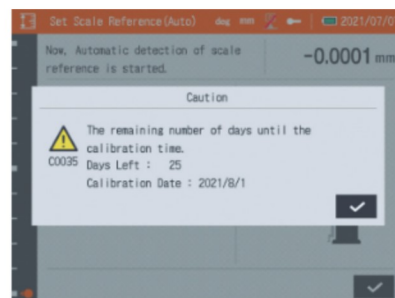 Set Scale Reference(Auto) deg mm 2021/07/0
Now, Automatic detection of scale
reference is started.
-0.0001 mm
Caution
The remaining number of days until the
calibration time.
C0035 Days Left : 25
Calibration Date : 2021/8/1